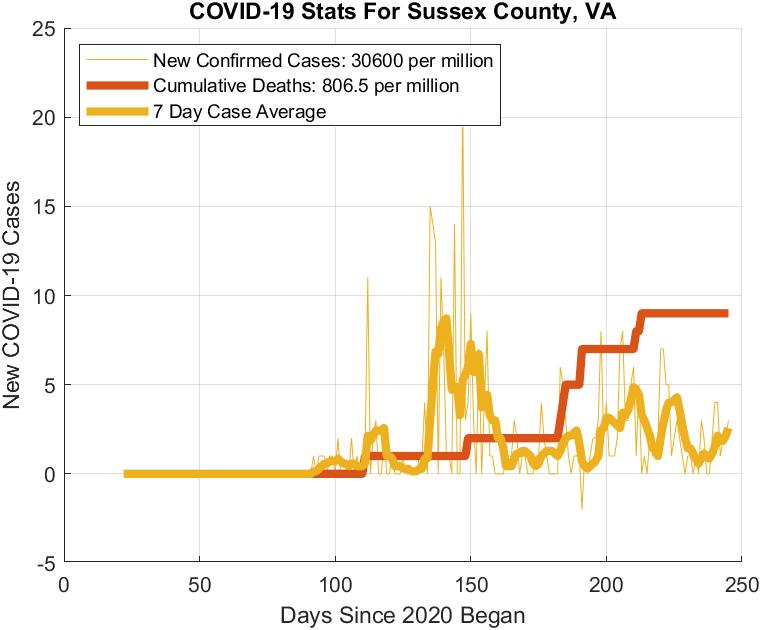 COVID-19 Stats For Sussex County, VA
New Confirmed Cases: 30600 per million
Cumulative Deaths: 806.5 per million
7 Day Case Average
New COVID-19 Cases
25
20
15
10
5
0
-5
0 50 100 150 200 250
Days Since 2020 Began